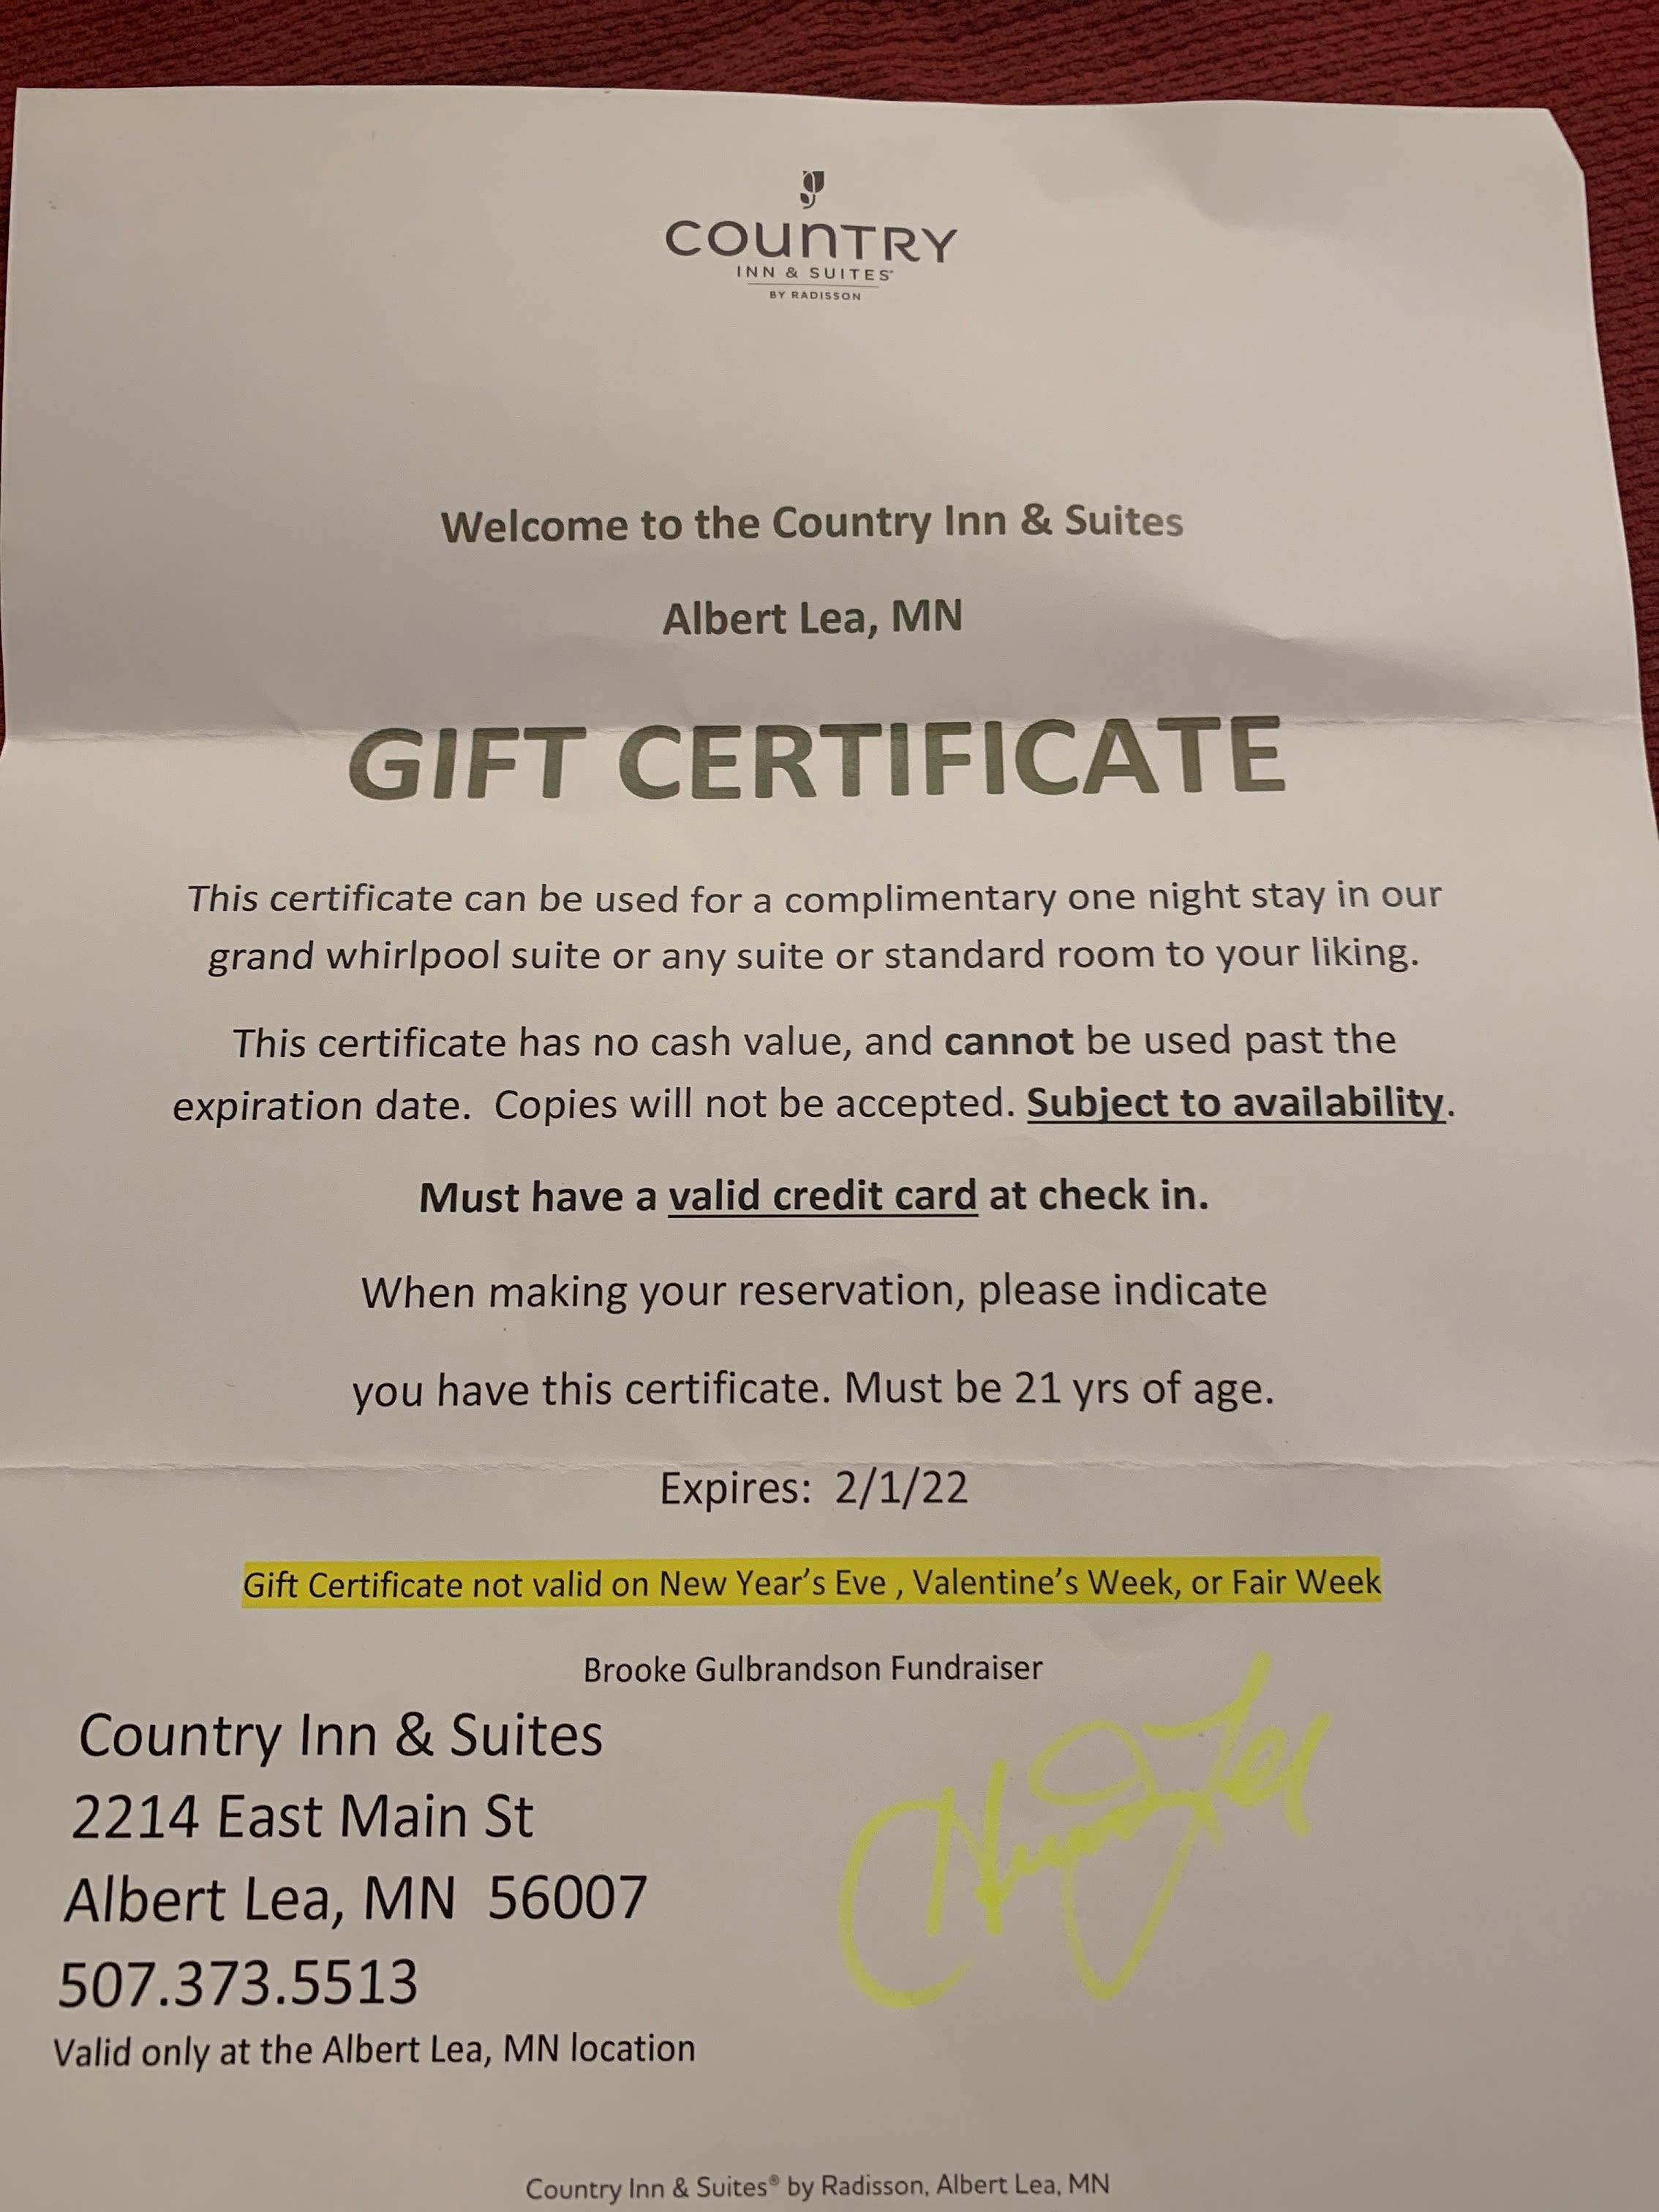 COUNTRY
INN & SUITES
BY RADISSON
Welcome to the Country Inn & Suites
Albert Lea, MN
GIFT CERTIFICATE
This certificate can be used for a complimentary one night stay in our
grand whirlpool suite or any suite or standard room to your liking.
This certificate has no cash value, and cannot be used past the
expiration date.  Copies will not be accepted. Subject to availability.
Must have a valid credit card at check in.
When making your reservation, please indicate
you have this certificate. Must be 21 yrs of age.
Expires:  2/1/22
Gift Certificate not valid on New Year's Eve , Valentine's Week, or Fair Week
Brooke Gulbrandson Fundraiser
Country Inn & Suites
2214 East Main St
Albert Lea, MN  56007
507.373.5513
Valid only at the Albert Lea, MN location
Country Inn & Suites® by Radisson, Albert Lea, MN